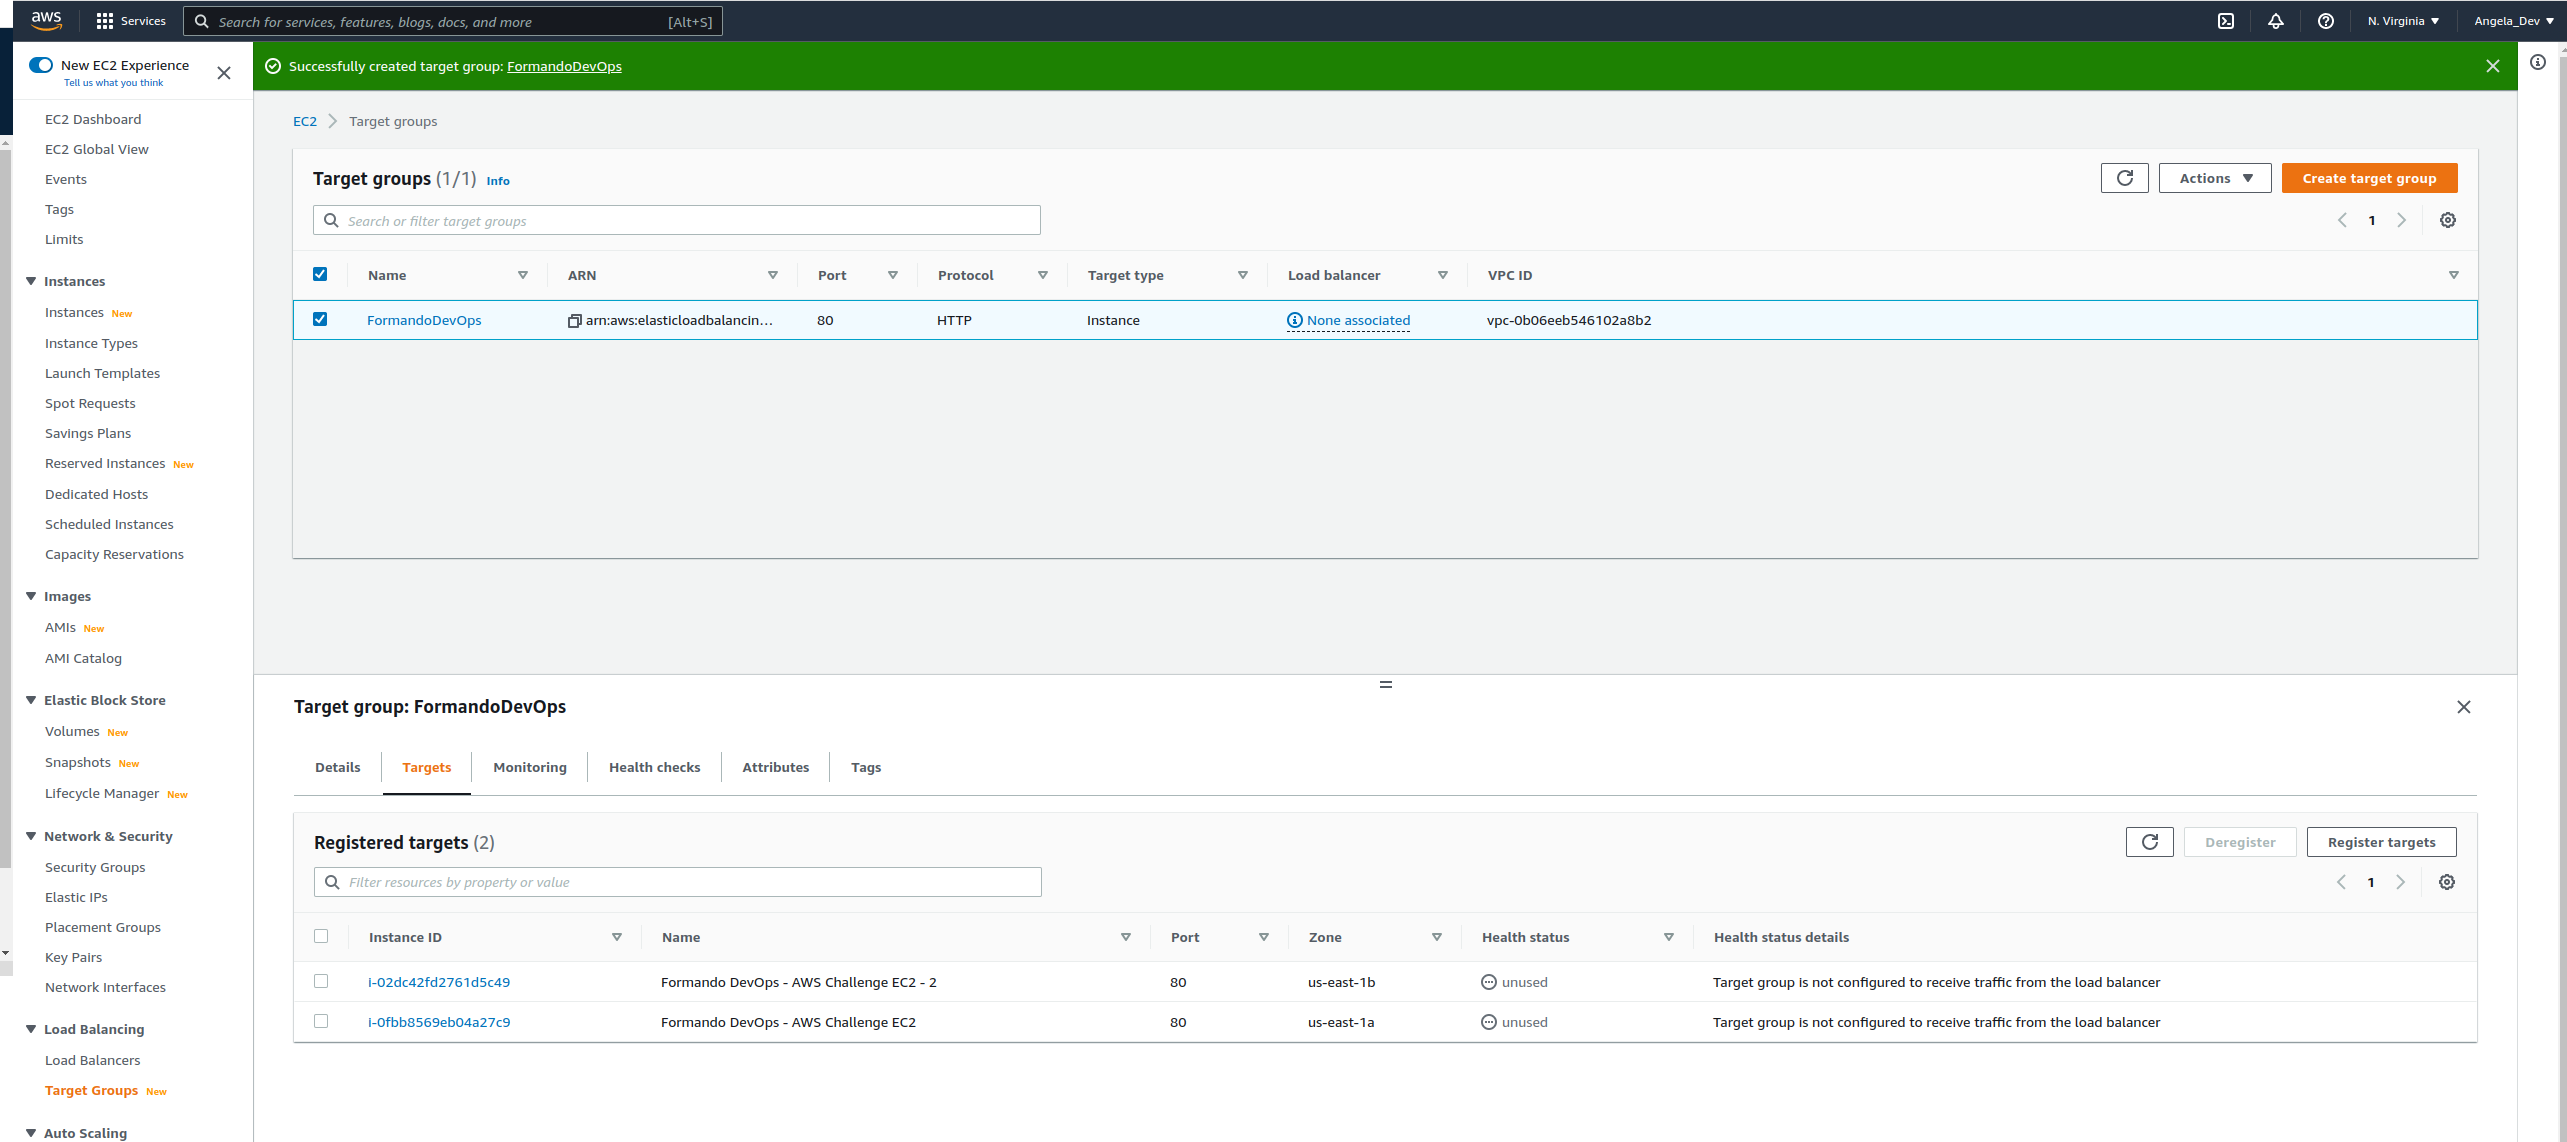 aws
Services
Search for services, features, blogs, docs, and more [Alt+S]
N. Virginia
Angela_Dev
New EC2 Experience
Tell us what you think
EC2 Dashboard
EC2 Global View
Events
Tags
Limits
Instances
Instances New
Instance Types
Launch Templates
Spot Requests
Savings Plans
Reserved Instances New
Dedicated Hosts
Scheduled Instances
Capacity Reservations
Images
AMIs New
AMI Catalog
Elastic Block Store
Volumes New
Snapshots New
Lifecycle Manager New
Network & Security
Security Groups
Elastic IPs
Placement Groups
Key Pairs
Network Interfaces
Load Balancing
Load Balancers
Target Groups New
Auto Scaling
Successfully created target group: FormandoDevOps
EC2 Target groups
Target groups (1/1) Info
Actions
Create target group
Search or filter target groups
1
Name ARN Port Protocol Target type Load balancer VPC ID
FormandoDevOps arn:aws:elasticloadbalancin... 80 HTTP Instance None associated vpc-0b06eeb546102a8b2
Target group: FormandoDevOps
Details Targets Monitoring Health checks Attributes Tags
Registered targets (2)
Deregister
Register targets
Filter resources by property or value
1
Instance ID Name Port Zone Health status Health status details
i-02dc42fd2761d5c49 Formando DevOps - AWS Challenge EC2 - 2 80 us-east-1b unused Target group is not configured to receive traffic from the load balancer
i-0fbb8569eb04a27c9 Formando DevOps - AWS Challenge EC2 80 us-east-1a unused Target group is not configured to receive traffic from the load balancer